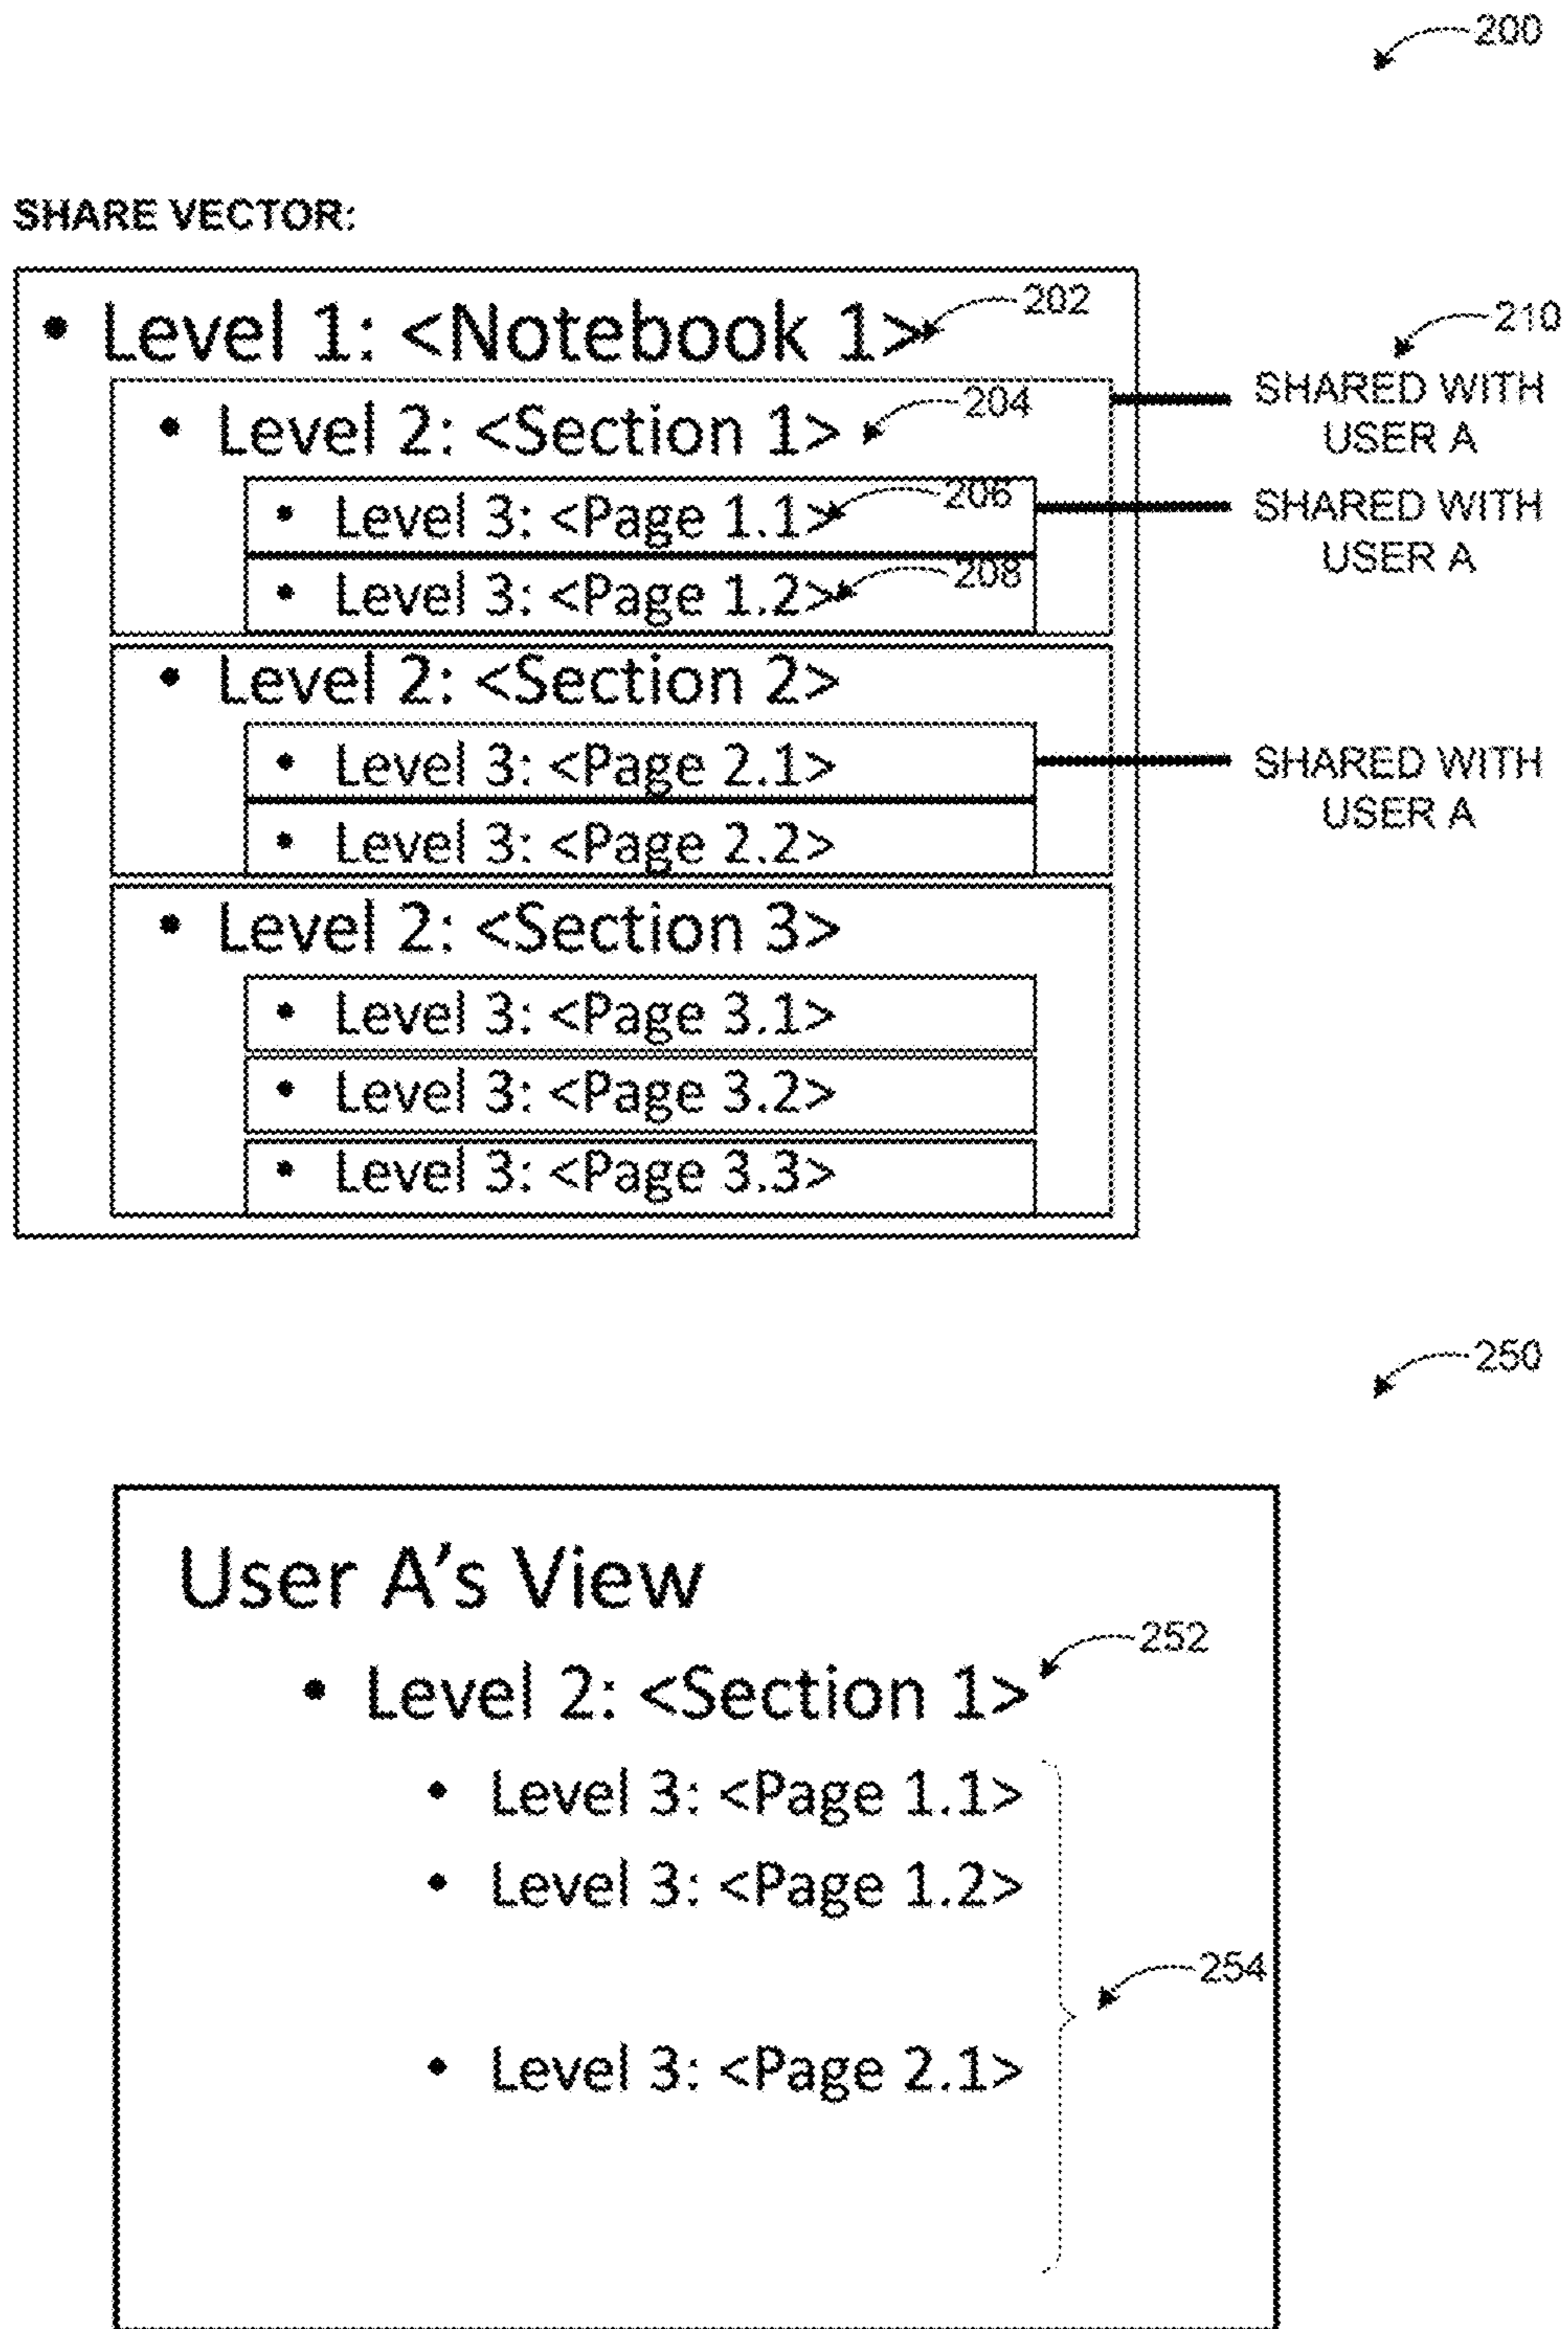 200
SHARE VECTOR:
• Level 1: <Notebook 1>
202
210
SHARED WITH
USER A
• Level 2: <Section 1>
204
• Level 3: <Page 1.1>
206
SHARED WITH
USER A
• Level 3: <Page 1.2>
208
• Level 2: <Section 2>
• Level 3: <Page 2.1>
SHARED WITH
USER A
• Level 3: <Page 2.2>
• Level 2: <Section 3>
• Level 3: <Page 3.1>
• Level 3: <Page 3.2>
• Level 3: <Page 3.3>
250
User A's View
252
• Level 2: <Section 1>
• Level 3: <Page 1.1>
• Level 3: <Page 1.2>
254
• Level 3: <Page 2.1>